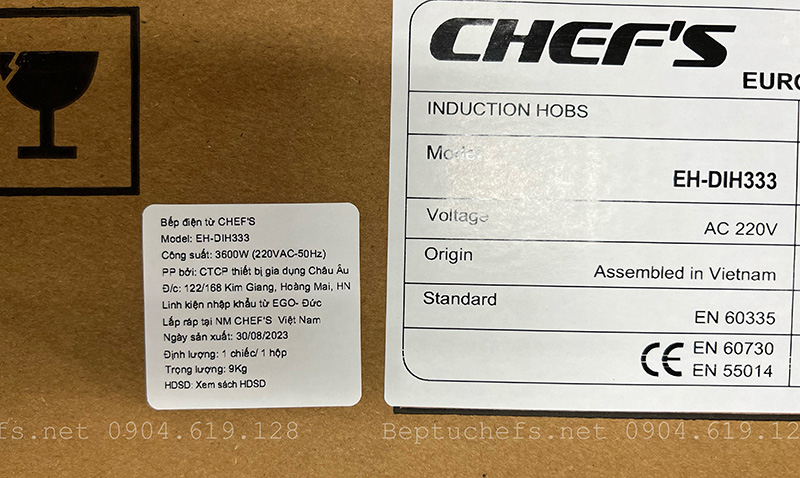 CHEF'S
EURO
INDUCTION HOBS
Model
EH-DIH333
Voltage
AC 220V
Origin
Assembled in Vietnam
Standard
EN 60335
CE EN 60730
EN 55014
Bếp điện từ CHEF'S
Model: EH-DIH333
Công suất: 3600W (220VAC-50Hz)
PP bởi: CTCP thiết bị gia dụng Châu Âu
Đ/c: 122/168 Kim Giang, Hoàng Mai, HN
Linh kiện nhập khẩu từ EGO- Đức
Lắp ráp tại NM CHEF'S Việt Nam
Ngày sản xuất: 30/08/2023
Định lượng: 1 chiếc/ 1 hộp
Trọng lượng: 9Kg
HDSD: Xem sách HDSD
efs.net 0904.619.128
Beptuchefs.net 0904.619.12